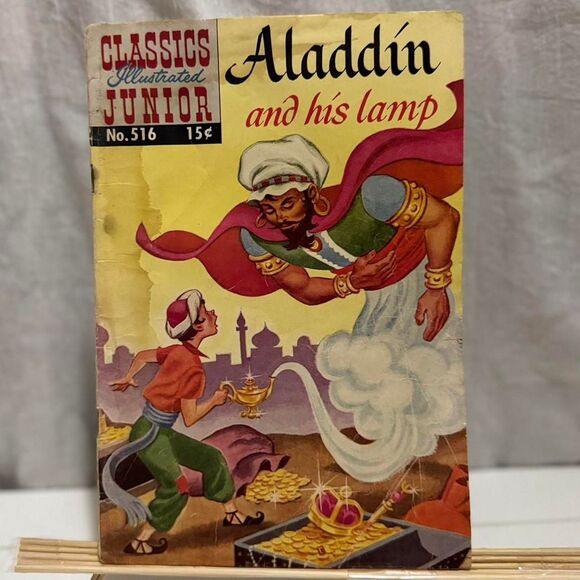 CLASSICS
Illustrated
JUNIOR
No. 516 15¢
Aladdin
and his lamp